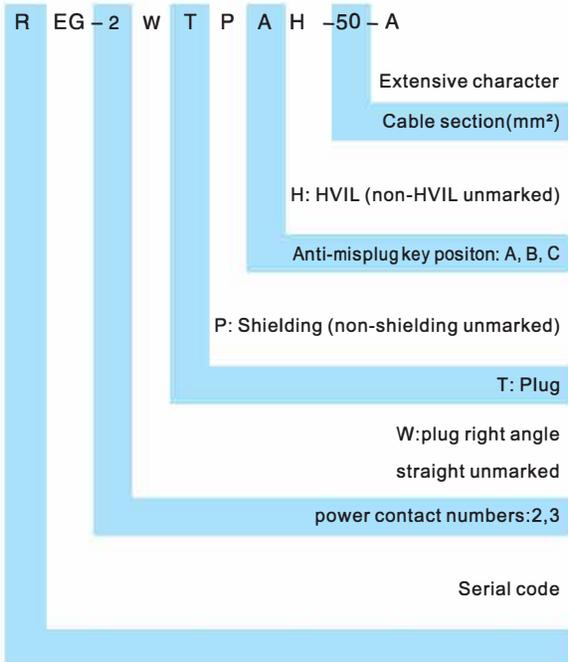 R EG-2 W T P A H -50-A
Extensive character
Cable section(mm²)
H: HVIL (non-HVIL unmarked)
Anti-misplug key positon: A, B, C
P: Shielding (non-shielding unmarked)
T: Plug
W:plug right angle
straight unmarked
power contact numbers:2,3
Serial code